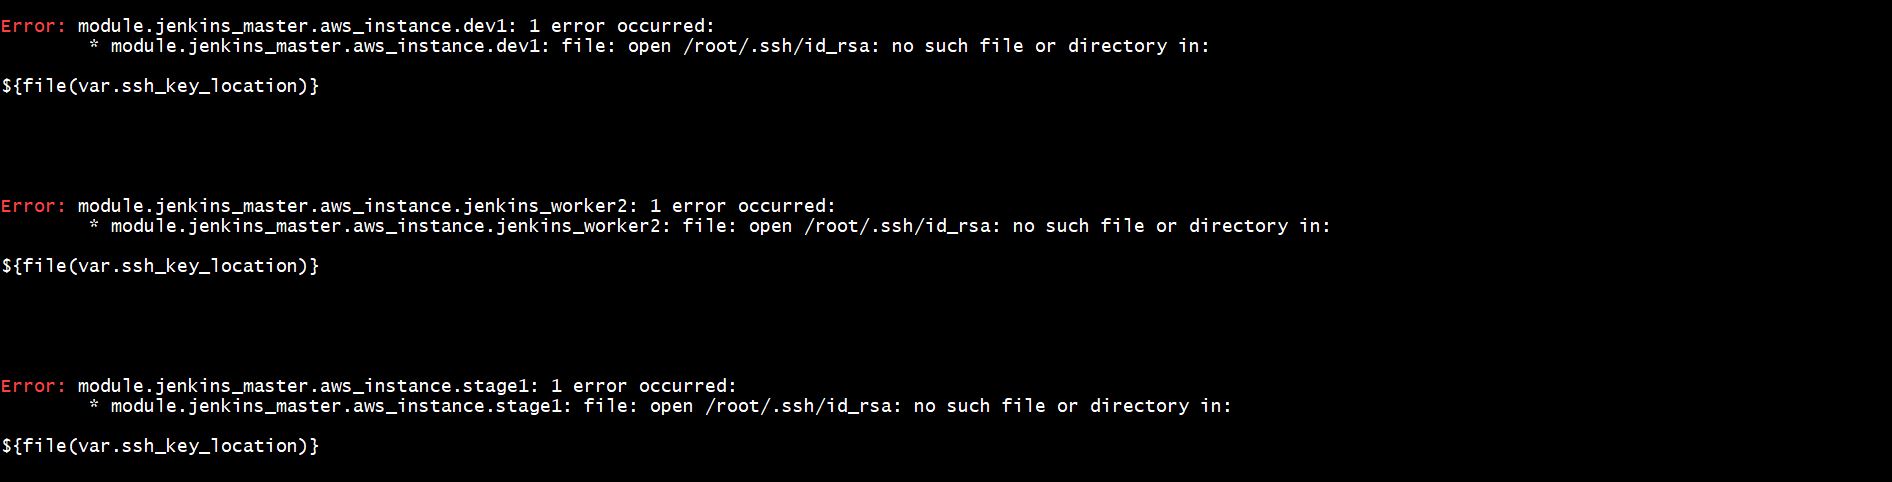 Error: module.jenkins_master.aws_instance.dev1: 1 error occurred:
* module.jenkins_master.aws_instance.dev1: file: open /root/.ssh/id_rsa: no such file or directory in:
${file(var.ssh_key_location)}
Error: module.jenkins_master.aws_instance.jenkins_worker2: 1 error occurred:
* module.jenkins_master.aws_instance.jenkins_worker2: file: open /root/.ssh/id_rsa: no such file or directory in:
${file(var.ssh_key_location)}
Error: module.jenkins_master.aws_instance.stage1: 1 error occurred:
* module.jenkins_master.aws_instance.stage1: file: open /root/.ssh/id_rsa: no such file or directory in:
${file(var.ssh_key_location)}